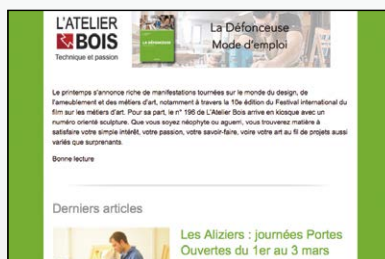 L'ATELIER
BOIS
Technique et passion
La Défonceuse
Mode d'emploi
LA DÉFONCEUSE
Le printemps s'annonce riche de manifestations tournées sur le monde du design, de
l'ameublement et des métiers d'art, notamment à travers la 10e édition du Festival international du
film sur les métiers d'art. Pour sa part, le n° 196 de L'Atelier Bois arrive en kiosque avec un
numéro orienté sculpture. Que vous soyez néophyte ou aguerri, vous trouverez matière à
satisfaire votre simple intérêt, votre passion, votre savoir-faire, voire votre art au fil de projets aussi
variés que surprenants.
Bonne lecture
Derniers articles
Les Aliziers : journées Portes
Ouvertes du 1er au 3 mars